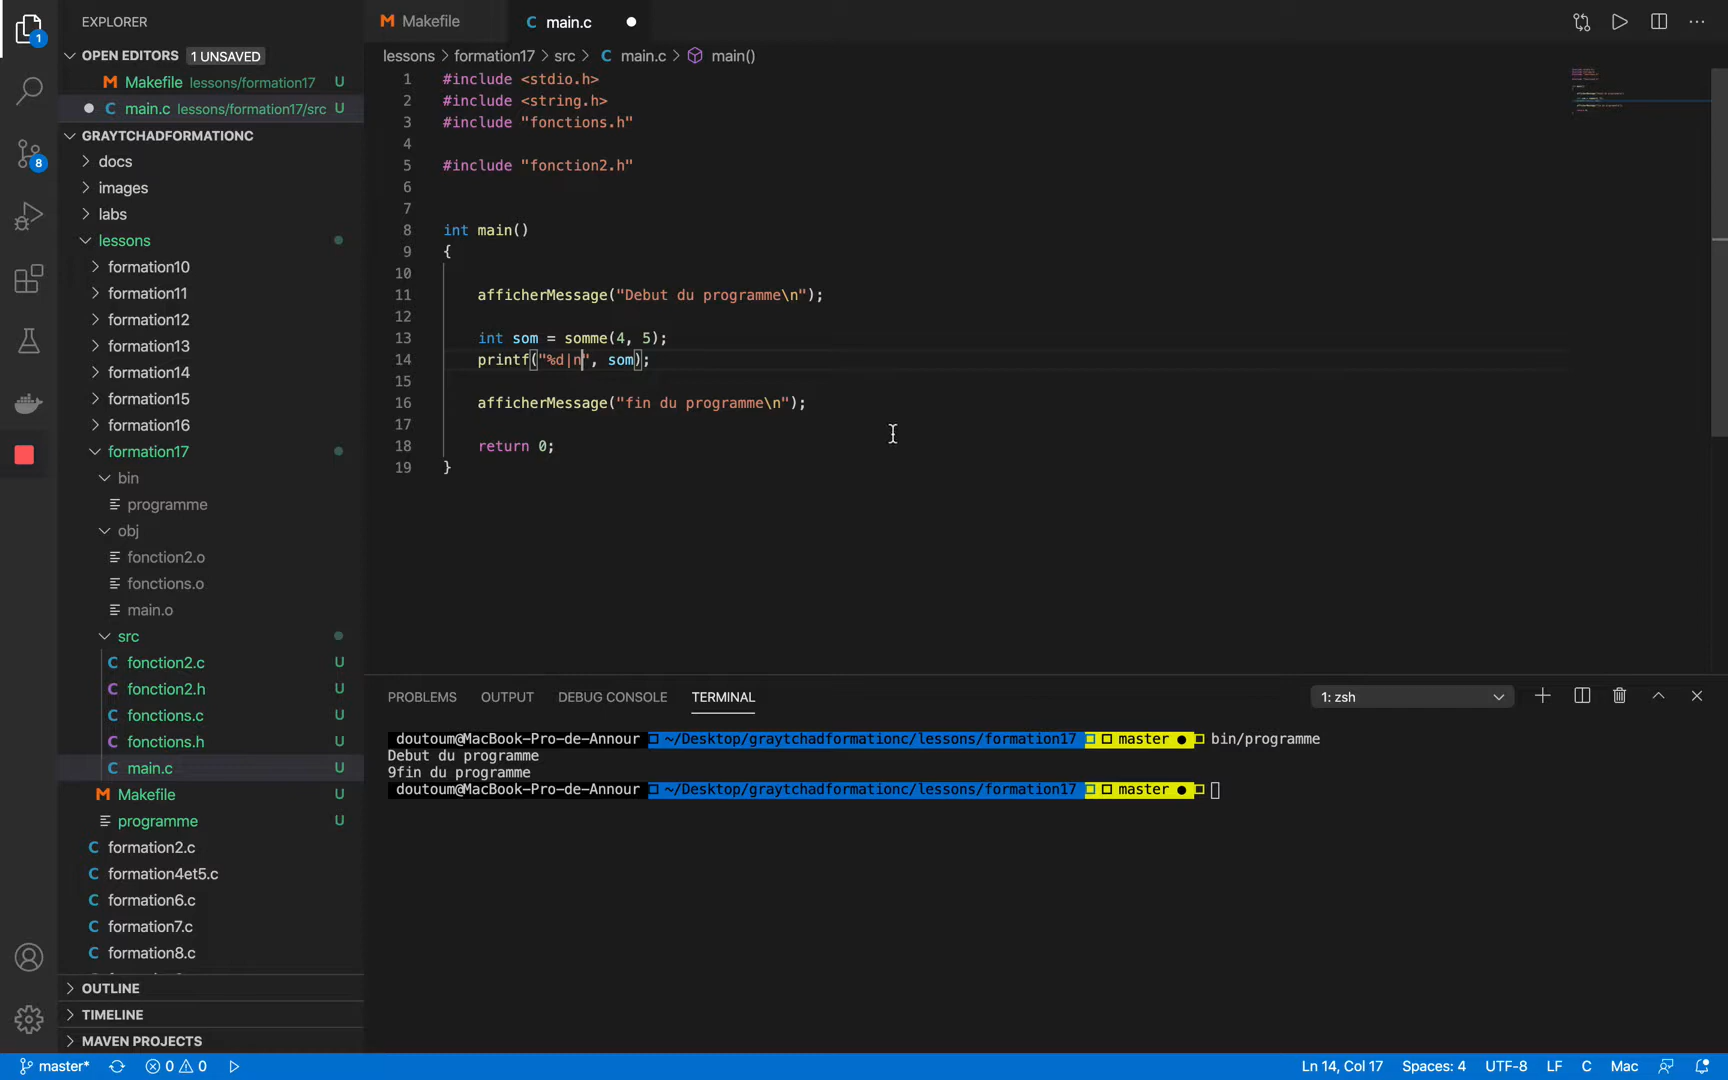 EXPLORER
OPEN EDITORS 1 UNSAVED
Makefile lessons/formation17 U
main.c lessons/formation17/src U
GRAYTCHADFORMATIONC
docs
images
labs
lessons
formation10
formation11
formation12
formation13
formation14
formation15
formation16
formation17
bin
programme
obj
fonction2.o
fonctions.o
main.o
src
fonction2.c U
fonction2.h U
fonctions.c U
fonctions.h U
main.c U
Makefile U
programme U
formation2.c
formation4et5.c
formation6.c
formation7.c
formation8.c
OUTLINE
TIMELINE
MAVEN PROJECTS
1
8
Makefile
main.c
lessons > formation17 > src > C main.c > main()
1 #include <stdio.h>
2 #include <string.h>
3 #include "fonctions.h"
4
5 #include "fonction2.h"
6
7
8 int main()
9 {
10
11 afficherMessage("Debut du programme\n");
12
13 int som = somme(4, 5);
14 printf("%d|n", som);
15
16 afficherMessage("fin du programme\n");
17
18 return 0;
19 }
PROBLEMS OUTPUT DEBUG CONSOLE TERMINAL 1: zsh
doutoum@MacBook-Pro-de-Annour ~/Desktop/graytchadformationc/lessons/formation17 master ● bin/programme
Debut du programme
9fin du programme
doutoum@MacBook-Pro-de-Annour ~/Desktop/graytchadformationc/lessons/formation17 master ●
master* 0 0 Ln 14, Col 17 Spaces: 4 UTF-8 LF C Mac